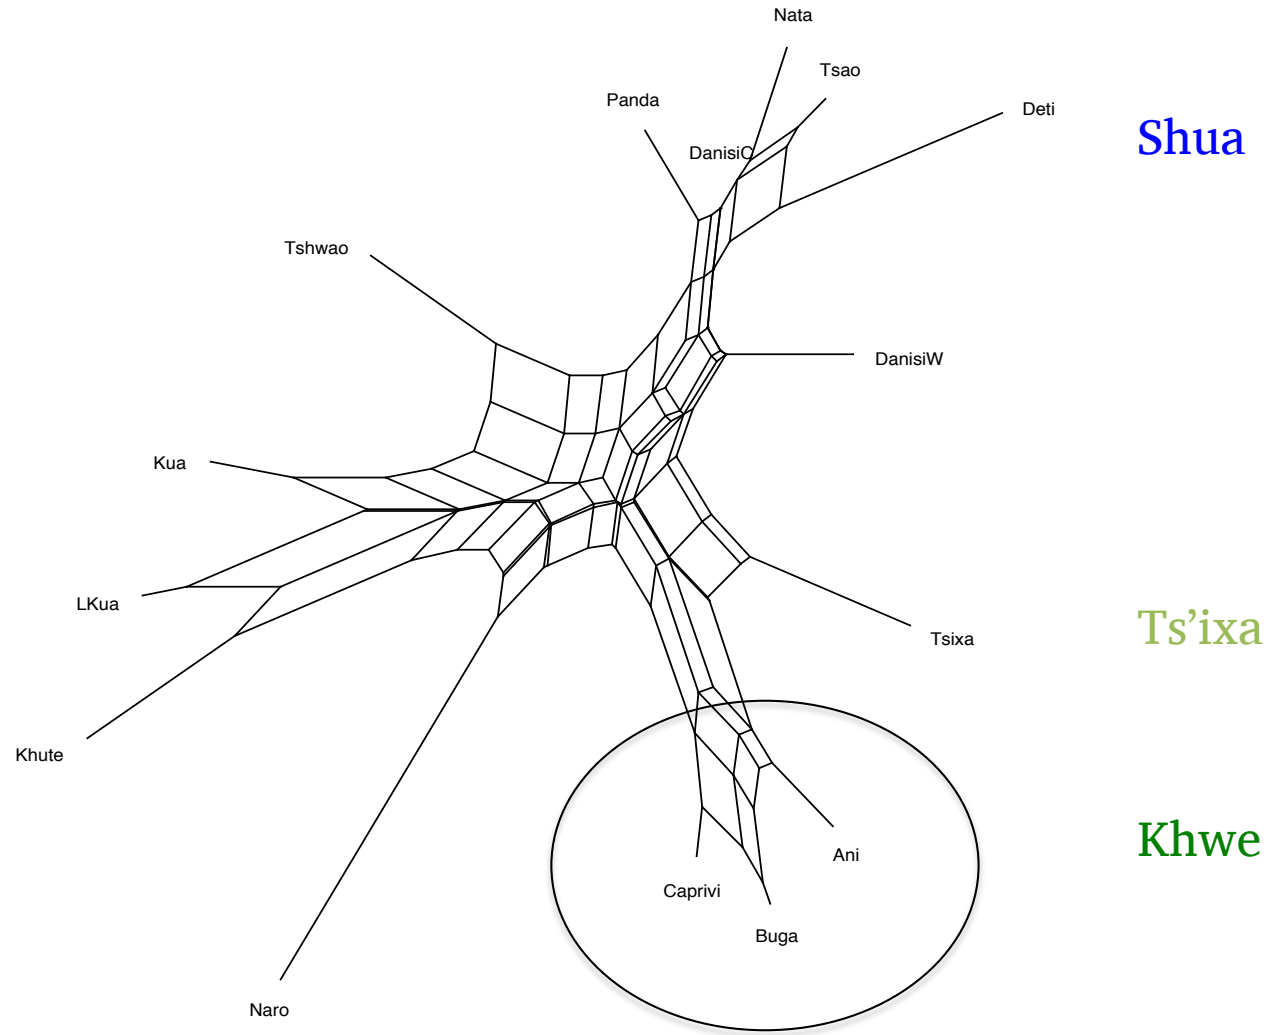 Nata
Tsao
Panda
Deti
Shua
DanisiC
Tshwao
DanisiW
Kua
LKua
Ts’ixa
Tsixa
Khute
Khwe
Ani
Caprivi
Buga
Naro